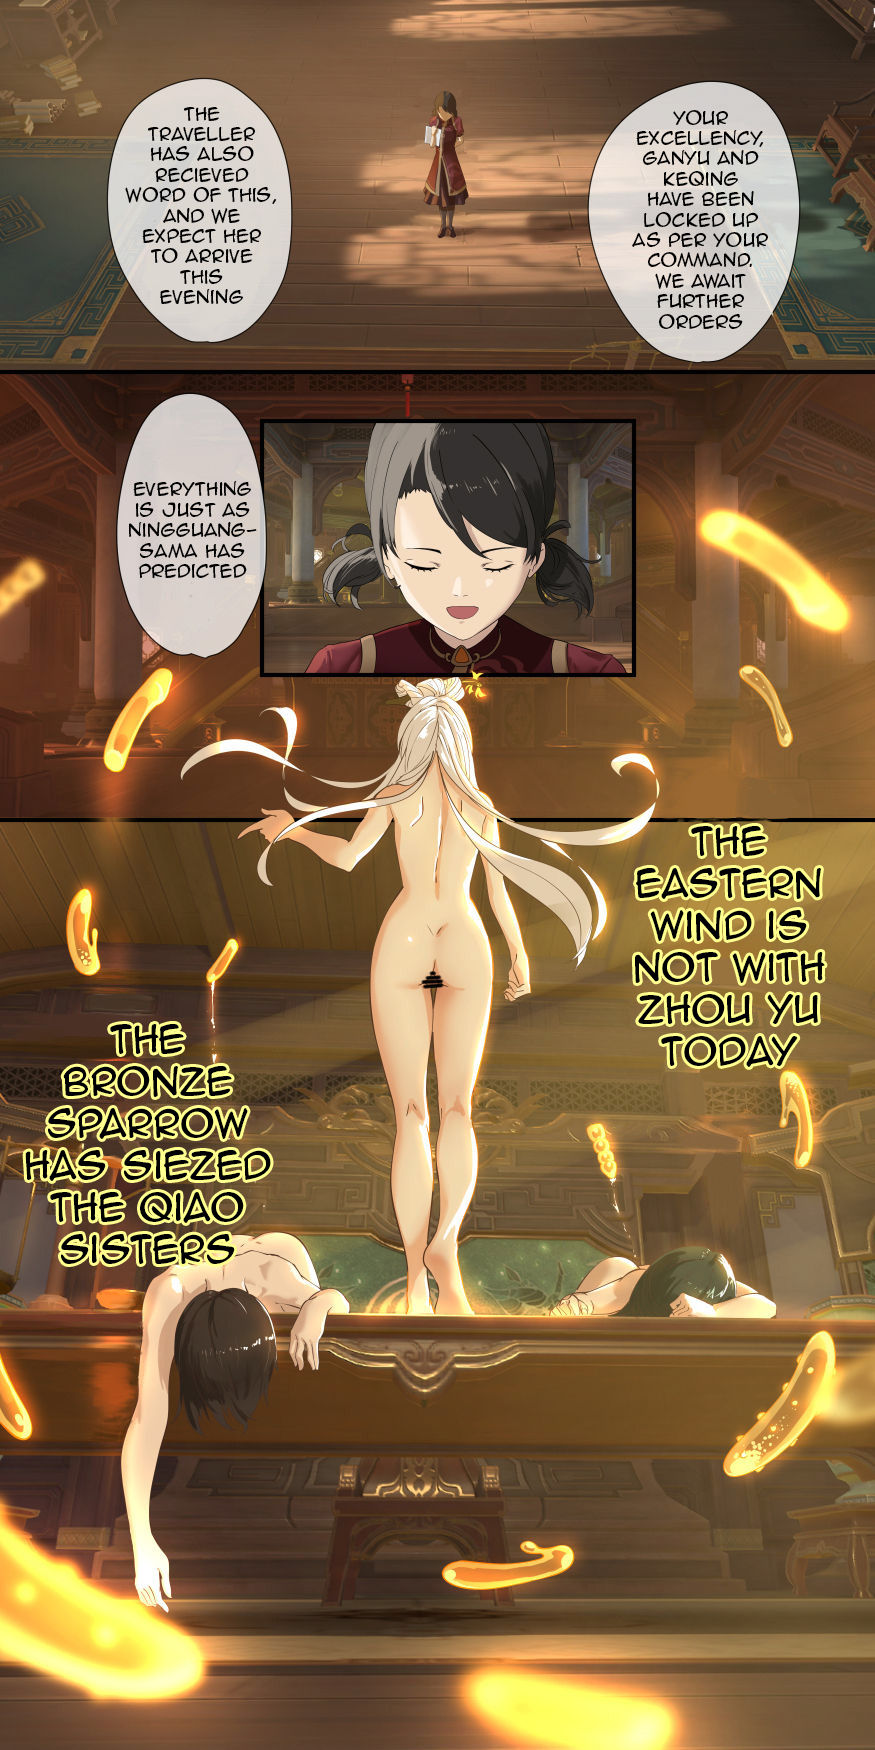 YOUR
EXCELLENCY,
GANYU AND
KEQING
HAVE BEEN
LOCKED UP
AS PER YOUR
COMMAND.
WE AWAIT
FURTHER
ORDERS
THE
TRAVELLER
HAS ALSO
RECIEVED
WORD OF THIS,
AND WE
EXPECT HER
TO ARRIVE
THIS
EVENING
EVERYTHING
IS JUST AS
NINGGUANG-
SAMA HAS
PREDICTED
THE
EASTERN
WIND IS
NOT WITH
ZHOU YU
TODAY
THE
BRONZE
SPARROW
HAS SIEZED
THE QIAO
SISTERS